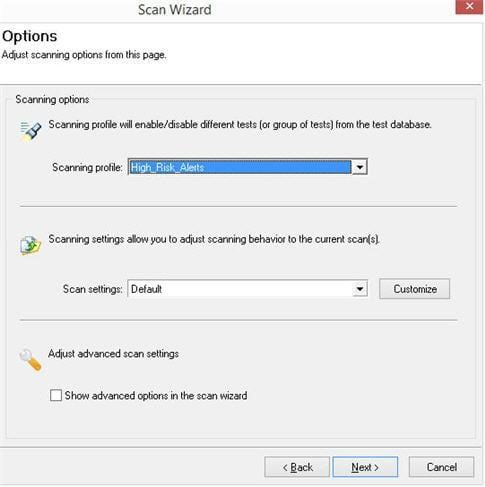 Scan Wizard
Options
Adjust scanning options from this page.
Scanning options
Scanning profile will enable/disable different tests (or group of tests) from the test database.
Scanning profile: High_Risk_Alerts
Scanning settings allow you to adjust scanning behavior to the current scan(s).
Scan settings: Default Customize
Adjust advanced scan settings
Show advanced options in the scan wizard
< Back Next > Cancel